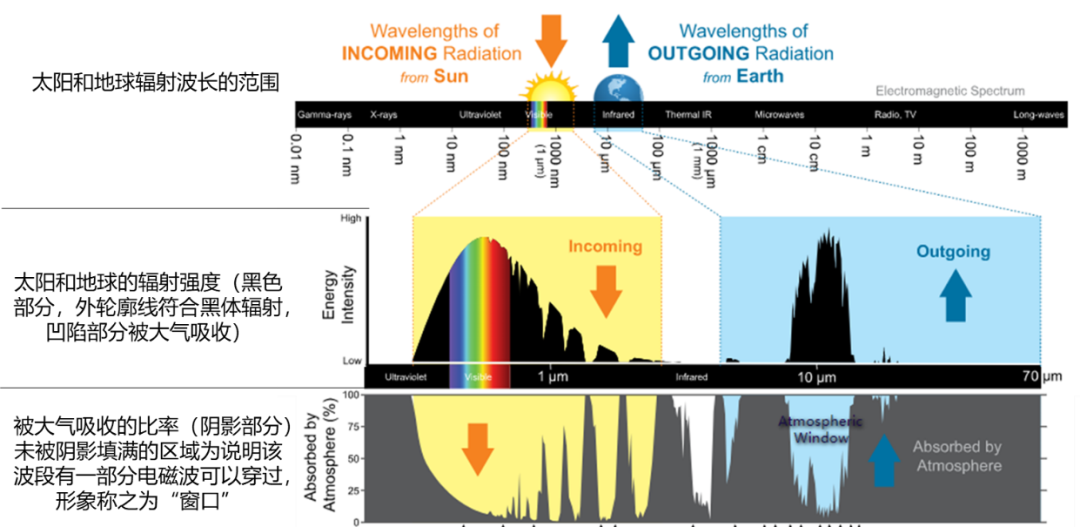 Wavelengths of
INCOMING Radiation
from Sun
Wavelengths of
OUTGOING Radiation
from Earth
太阳和地球辐射波长的范围
Electromagnetic Spectrum
Gamma-rays X-rays Ultraviolet Visible Infrared Thermal IR Microwaves Radio, TV Long-waves
0.01 nm 0.1 nm 1 nm 10 nm 100 nm 1000 nm (1 μm) 10 μm 100 μm 1000 μm (1 mm) 1 cm 10 cm 1 m 10 m 100 m 1000 m
太阳和地球的辐射强度（黑色
部分，外轮廓线符合黑体辐射，
凹陷部分被大气吸收）
High
Energy
Intensity
Low
Incoming
Outgoing
Ultraviolet Visible 1 μm Infrared 10 μm 70 μm
被大气吸收的比率（阴影部分）
未被阴影填满的区域为说明该
波段有一部分电磁波可以穿过，
形象称之为“窗口”
Absorbed by
Atmosphere (%)
100
75
50
25
0
Atmospheric
Window
Absorbed by
Atmosphere